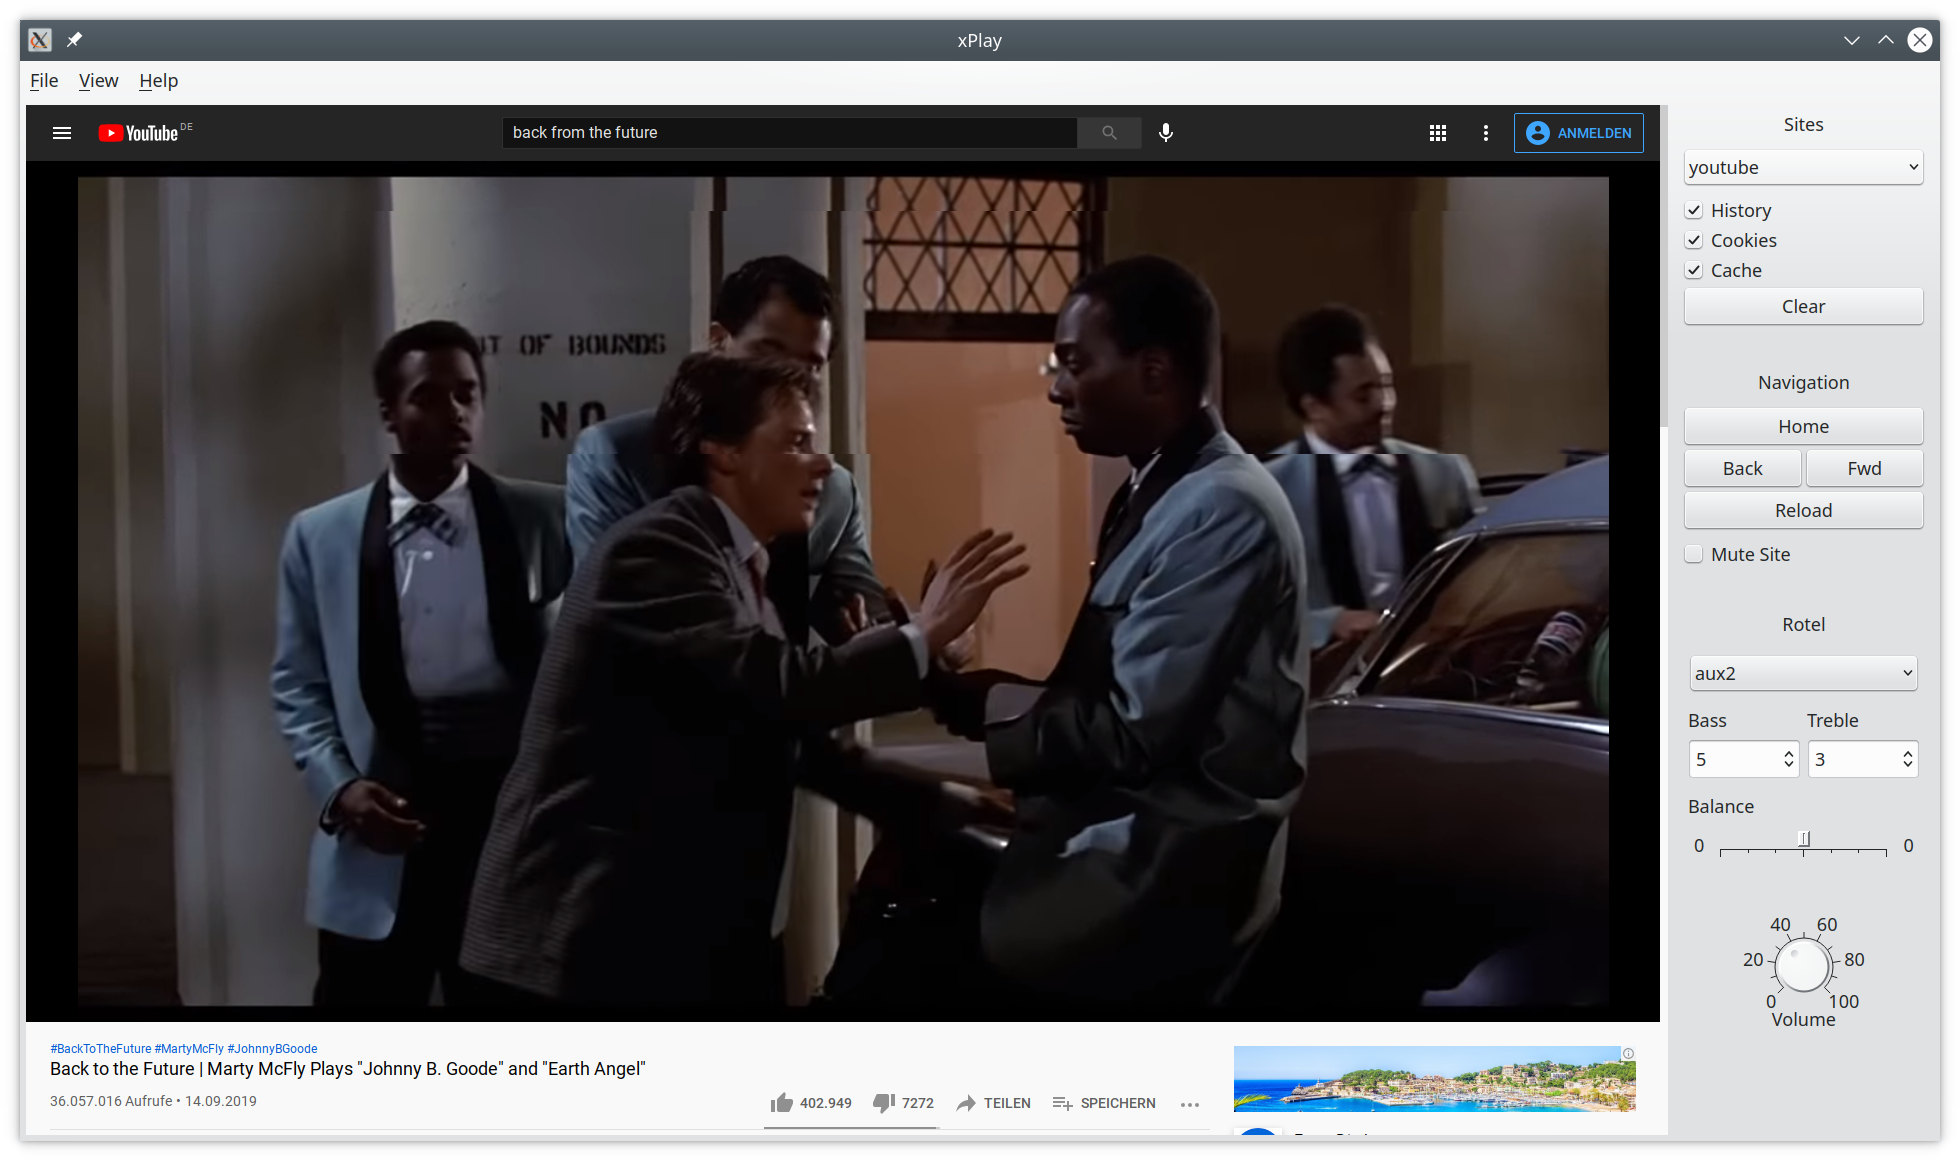 xPlay
File View Help
YouTube DE
back from the future
ANMELDEN
OF BOUNDS
NO
#BackToTheFuture #MartyMcFly #JohnnyBGoode
Back to the Future | Marty McFly Plays "Johnny B. Goode" and "Earth Angel"
36.057.016 Aufrufe • 14.09.2019
402.949 7272 TEILEN SPEICHERN
Sites
youtube
History
Cookies
Cache
Clear
Navigation
Home
Back Fwd
Reload
Mute Site
Rotel
aux2
Bass Treble
5 3
Balance
0 0
40 60
20 80
0 100
Volume